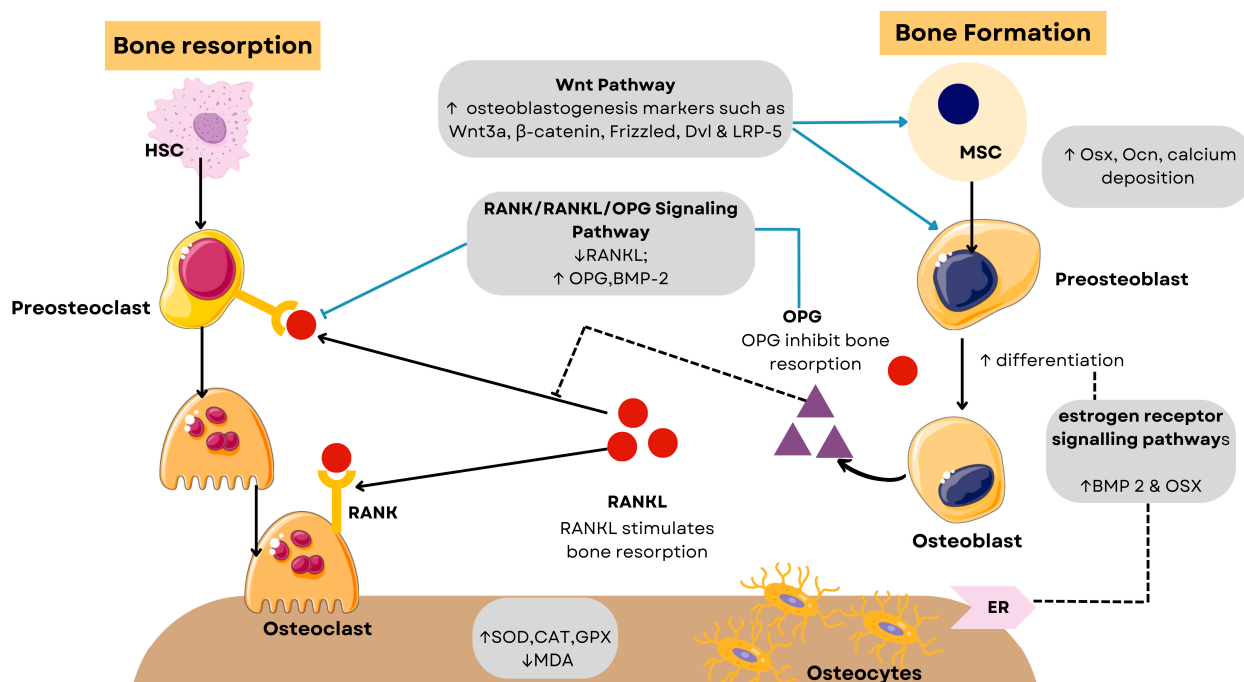 Bone resorption
Bone Formation
Wnt Pathway
↑ osteoblastogenesis markers such as
Wnt3a, β-catenin, Frizzled, Dvl & LRP-5
HSC
MSC
↑ Osx, Ocn, calcium
deposition
RANK/RANKL/OPG Signaling
Pathway
↓RANKL;
↑ OPG,BMP-2
Preosteoclast
Preosteoblast
OPG
OPG inhibit bone
resorption
↑ differentiation
estrogen receptor
signalling pathways
↑BMP 2 & OSX
RANK
RANKL
RANKL stimulates
bone resorption
Osteoblast
Osteoclast
↑SOD,CAT,GPX
↓MDA
ER
Osteocytes